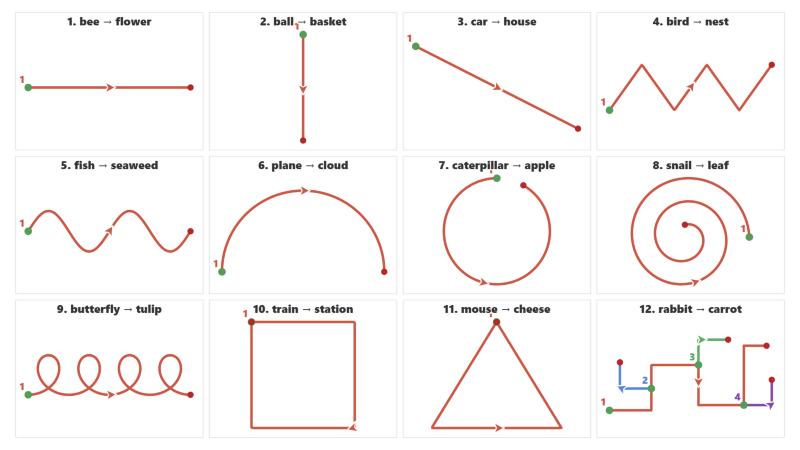 1. bee → flower
1
2. ball → basket
1
3. car → house
1
4. bird → nest
1
5. fish → seaweed
1
6. plane → cloud
1
7. caterpillar → apple
1
8. snail → leaf
1
9. butterfly → tulip
1
10. train → station
1
11. mouse → cheese
1
12. rabbit → carrot
3
2
4
1